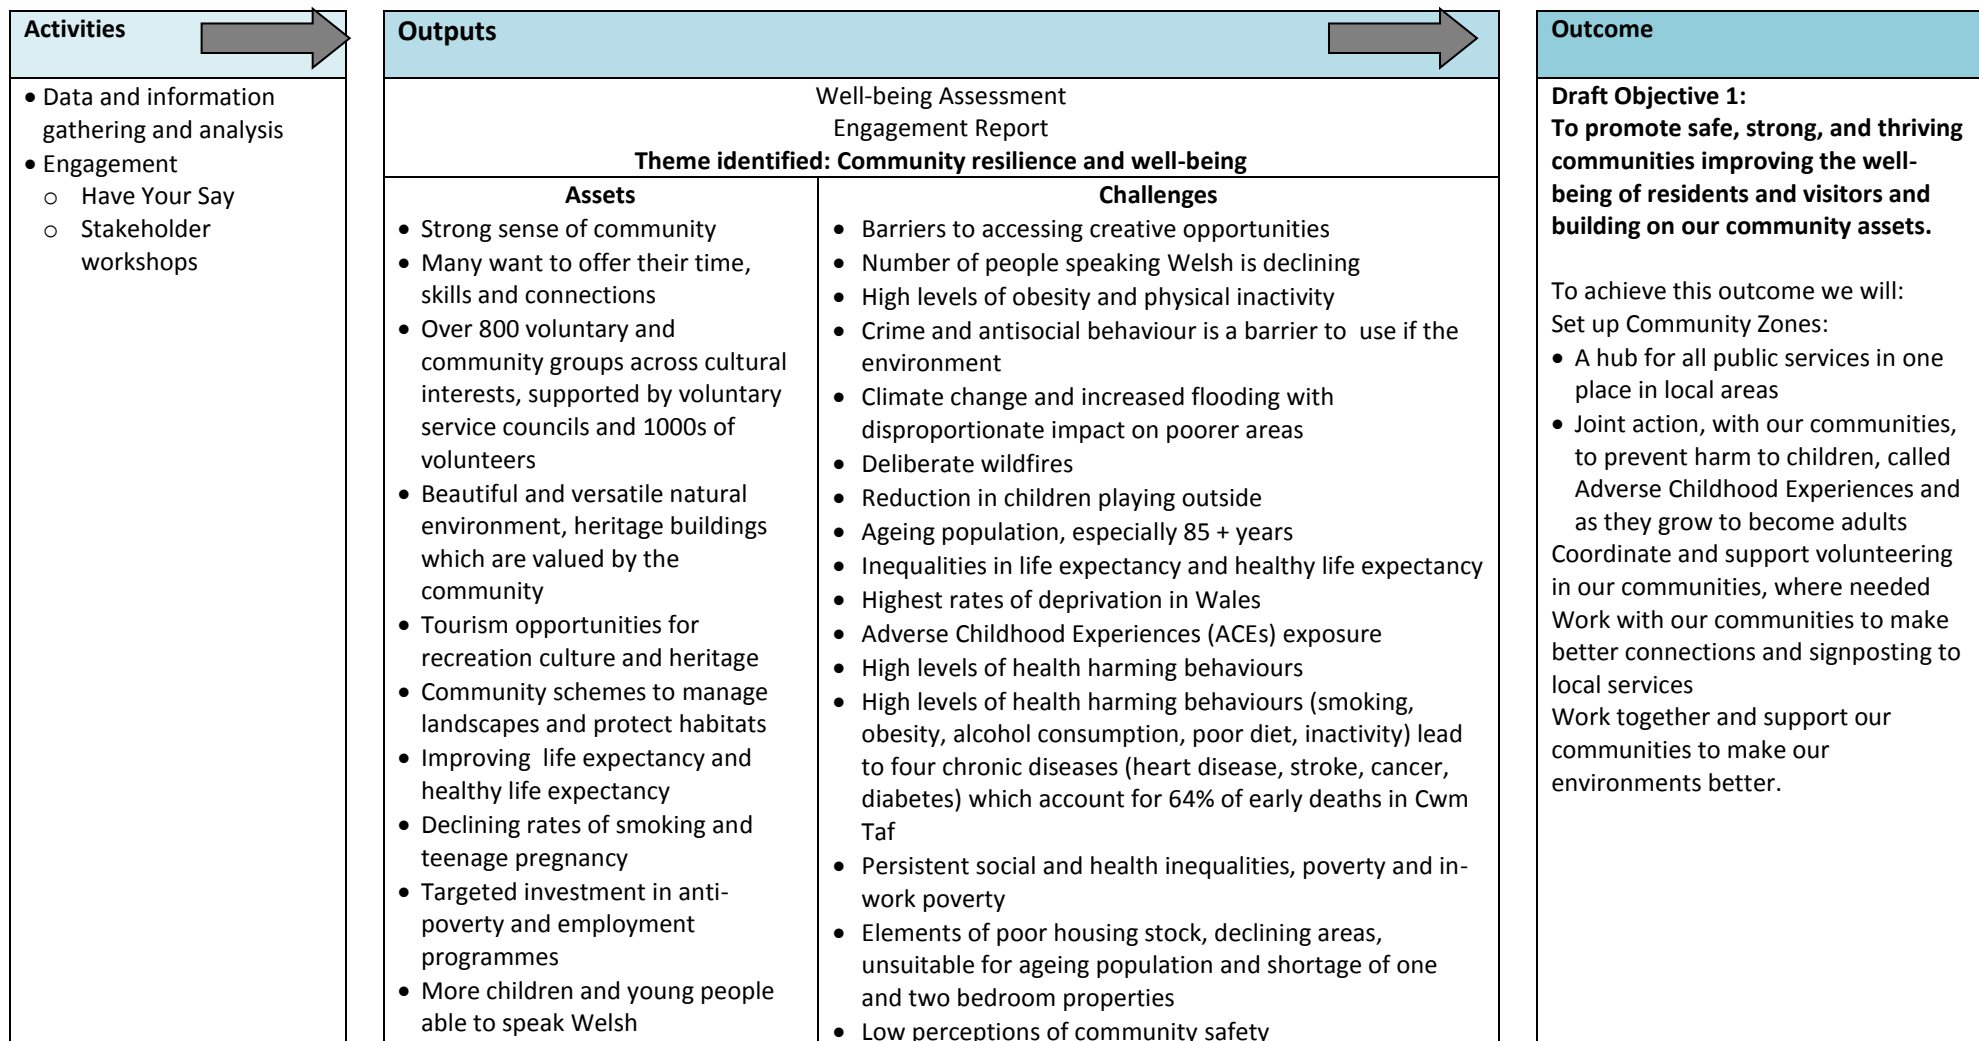 Activities
• Data and information
gathering and analysis
• Engagement
o Have Your Say
o Stakeholder
workshops
Outputs
Well-being Assessment
Engagement Report
Theme identified: Community resilience and well-being
Assets
• Strong sense of community
• Many want to offer their time,
skills and connections
• Over 800 voluntary and
community groups across cultural
interests, supported by voluntary
service councils and 1000s of
volunteers
• Beautiful and versatile natural
environment, heritage buildings
which are valued by the
community
• Tourism opportunities for
recreation culture and heritage
• Community schemes to manage
landscapes and protect habitats
• Improving life expectancy and
healthy life expectancy
• Declining rates of smoking and
teenage pregnancy
• Targeted investment in anti-
poverty and employment
programmes
• More children and young people
able to speak Welsh
Challenges
• Barriers to accessing creative opportunities
• Number of people speaking Welsh is declining
• High levels of obesity and physical inactivity
• Crime and antisocial behaviour is a barrier to use if the
environment
• Climate change and increased flooding with
disproportionate impact on poorer areas
• Deliberate wildfires
• Reduction in children playing outside
• Ageing population, especially 85 + years
• Inequalities in life expectancy and healthy life expectancy
• Highest rates of deprivation in Wales
• Adverse Childhood Experiences (ACEs) exposure
• High levels of health harming behaviours
• High levels of health harming behaviours (smoking,
obesity, alcohol consumption, poor diet, inactivity) lead
to four chronic diseases (heart disease, stroke, cancer,
diabetes) which account for 64% of early deaths in Cwm
Taf
• Persistent social and health inequalities, poverty and in-
work poverty
• Elements of poor housing stock, declining areas,
unsuitable for ageing population and shortage of one
and two bedroom properties
• Low perceptions of community safety
Outcome
Draft Objective 1:
To promote safe, strong, and thriving
communities improving the well-
being of residents and visitors and
building on our community assets.
To achieve this outcome we will:
Set up Community Zones:
• A hub for all public services in one
place in local areas
• Joint action, with our communities,
to prevent harm to children, called
Adverse Childhood Experiences and
as they grow to become adults
Coordinate and support volunteering
in our communities, where needed
Work with our communities to make
better connections and signposting to
local services
Work together and support our
communities to make our
environments better.